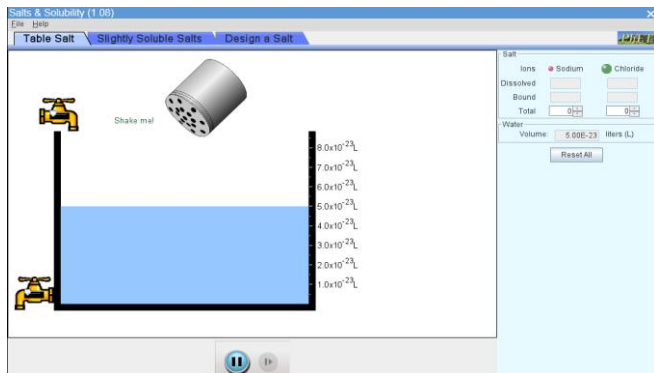 Salts & Solubility (1.08)
File Help
Table Salt Slightly Soluble Salts Design a Salt
Shake me!
8.0x10-23L
7.0x10-23L
6.0x10-23L
5.0x10-23L
4.0x10-23L
3.0x10-23L
2.0x10-23L
1.0x10-23L
Salt
Ions Sodium Chloride
Dissolved
Bound
Total 0 0
Water
Volume: 5.00E-23 liters (L)
Reset All